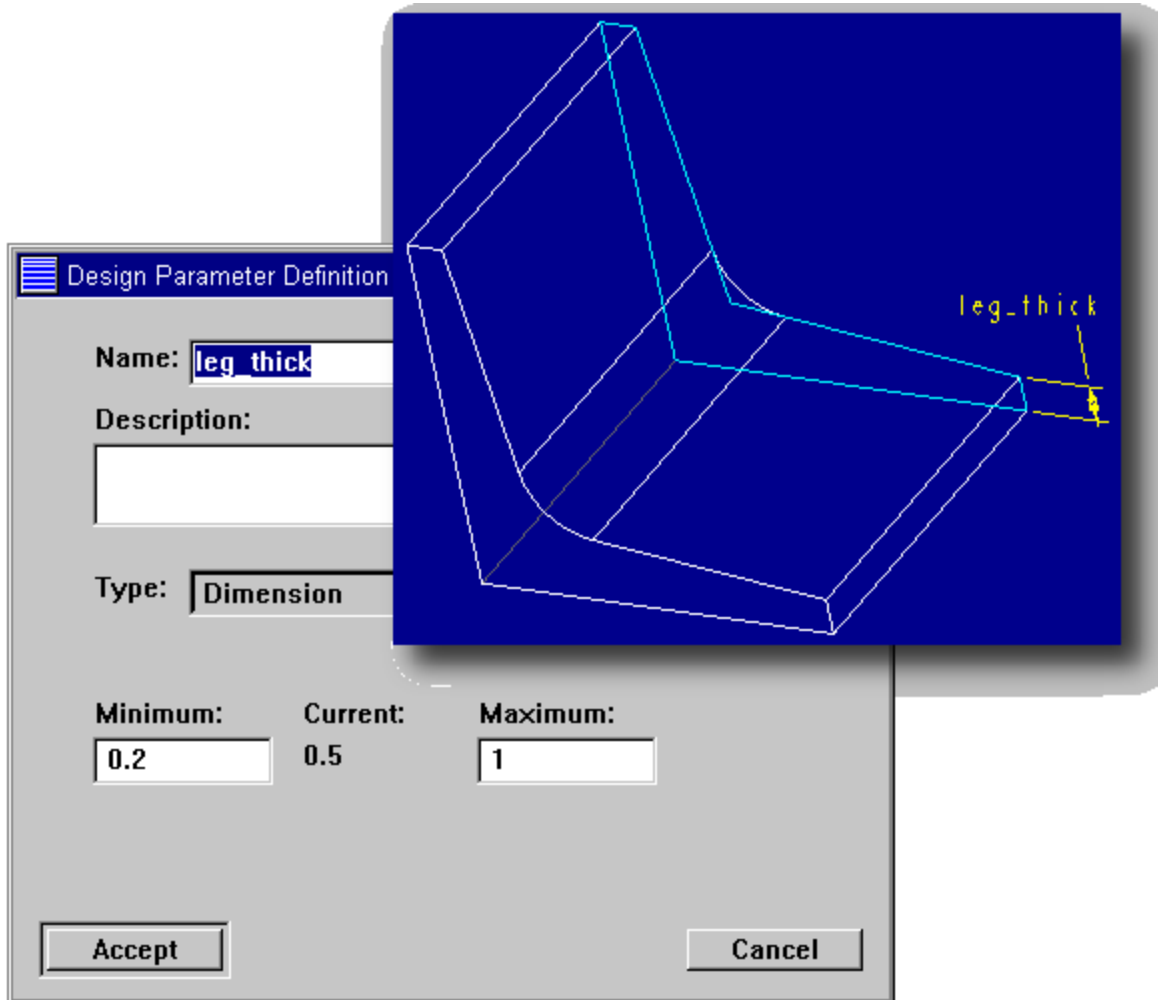 Design Parameter Definition
leg_thick
Name: leg_thick
Description:
Type: Dimension
Minimum: Current: Maximum:
0.2 0.5 1
Accept Cancel